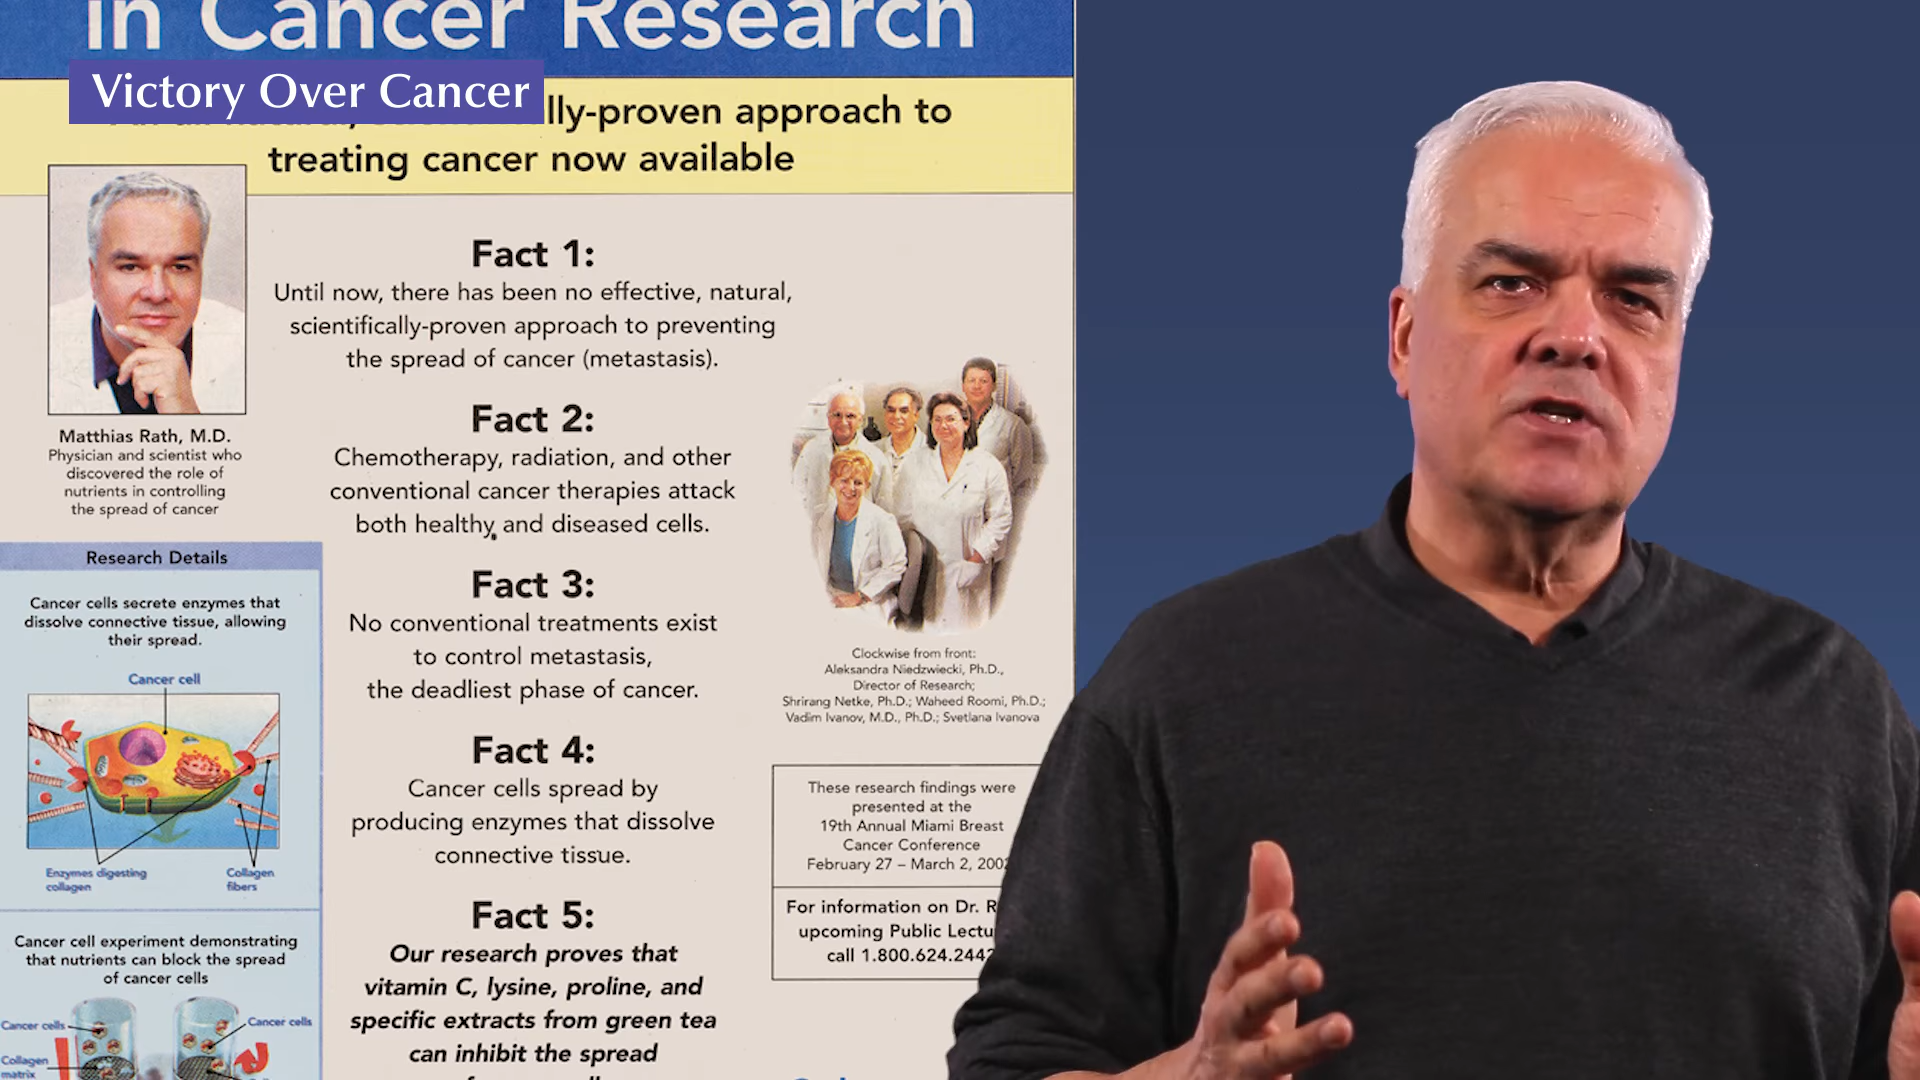 in Cancer Research
Victory Over Cancer
lly-proven approach to
treating cancer now available
Matthias Rath, M.D.
Physician and scientist who
discovered the role of
nutrients in controlling
the spread of cancer
Fact 1:
Until now, there has been no effective, natural,
scientifically-proven approach to preventing
the spread of cancer (metastasis).
Fact 2:
Chemotherapy, radiation, and other
conventional cancer therapies attack
both healthy and diseased cells.
Fact 3:
No conventional treatments exist
to control metastasis,
the deadliest phase of cancer.
Fact 4:
Cancer cells spread by
producing enzymes that dissolve
connective tissue.
Fact 5:
Our research proves that
vitamin C, lysine, proline, and
specific extracts from green tea
can inhibit the spread
Research Details
Cancer cells secrete enzymes that
dissolve connective tissue, allowing
their spread.
Cancer cell
Enzymes digesting
collagen
Collagen
fibers
Cancer cell experiment demonstrating
that nutrients can block the spread
of cancer cells
Cancer cells
Cancer cells
Collagen
matrix
Clockwise from front:
Aleksandra Niedzwiecki, Ph.D.,
Director of Research;
Shrirang Netke, Ph.D.; Waheed Roomi, Ph.D.;
Vadim Ivanov, M.D., Ph.D.; Svetlana Ivanova
These research findings were
presented at the
19th Annual Miami Breast
Cancer Conference
February 27 – March 2, 200
For information on Dr. R
upcoming Public Lectu
call 1.800.624.2442